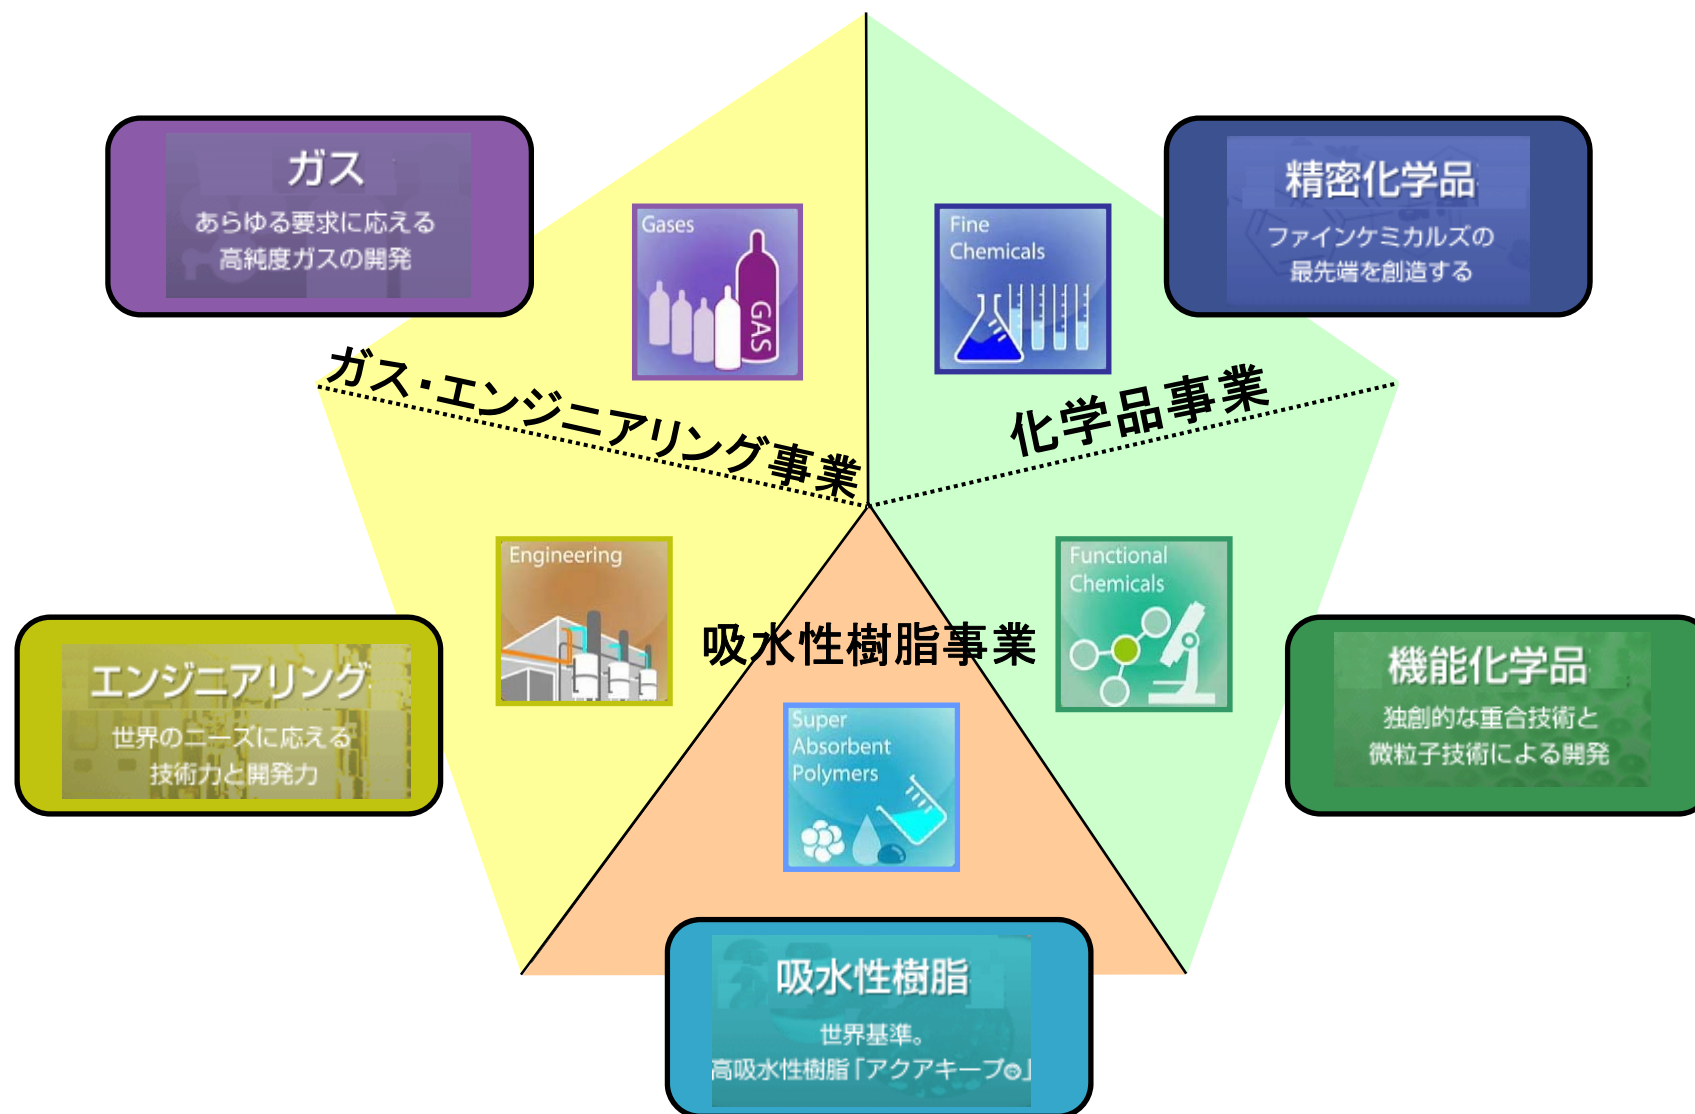 ガス
あらゆる要求に応える
高純度ガスの開発
Gases
GAS
Fine
Chemicals
精密化学品
ファインケミカルズの
最先端を創造する
ガス・エンジニアリング事業
化学品事業
Engineering
Functional
Chemicals
エンジニアリング
世界のニーズに応える
技術力と開発力
吸水性樹脂事業
機能化学品
独創的な重合技術と
微粒子技術による開発
Super
Absorbent
Polymers
吸水性樹脂
世界基準。
高吸水性樹脂「アクアキープ®」